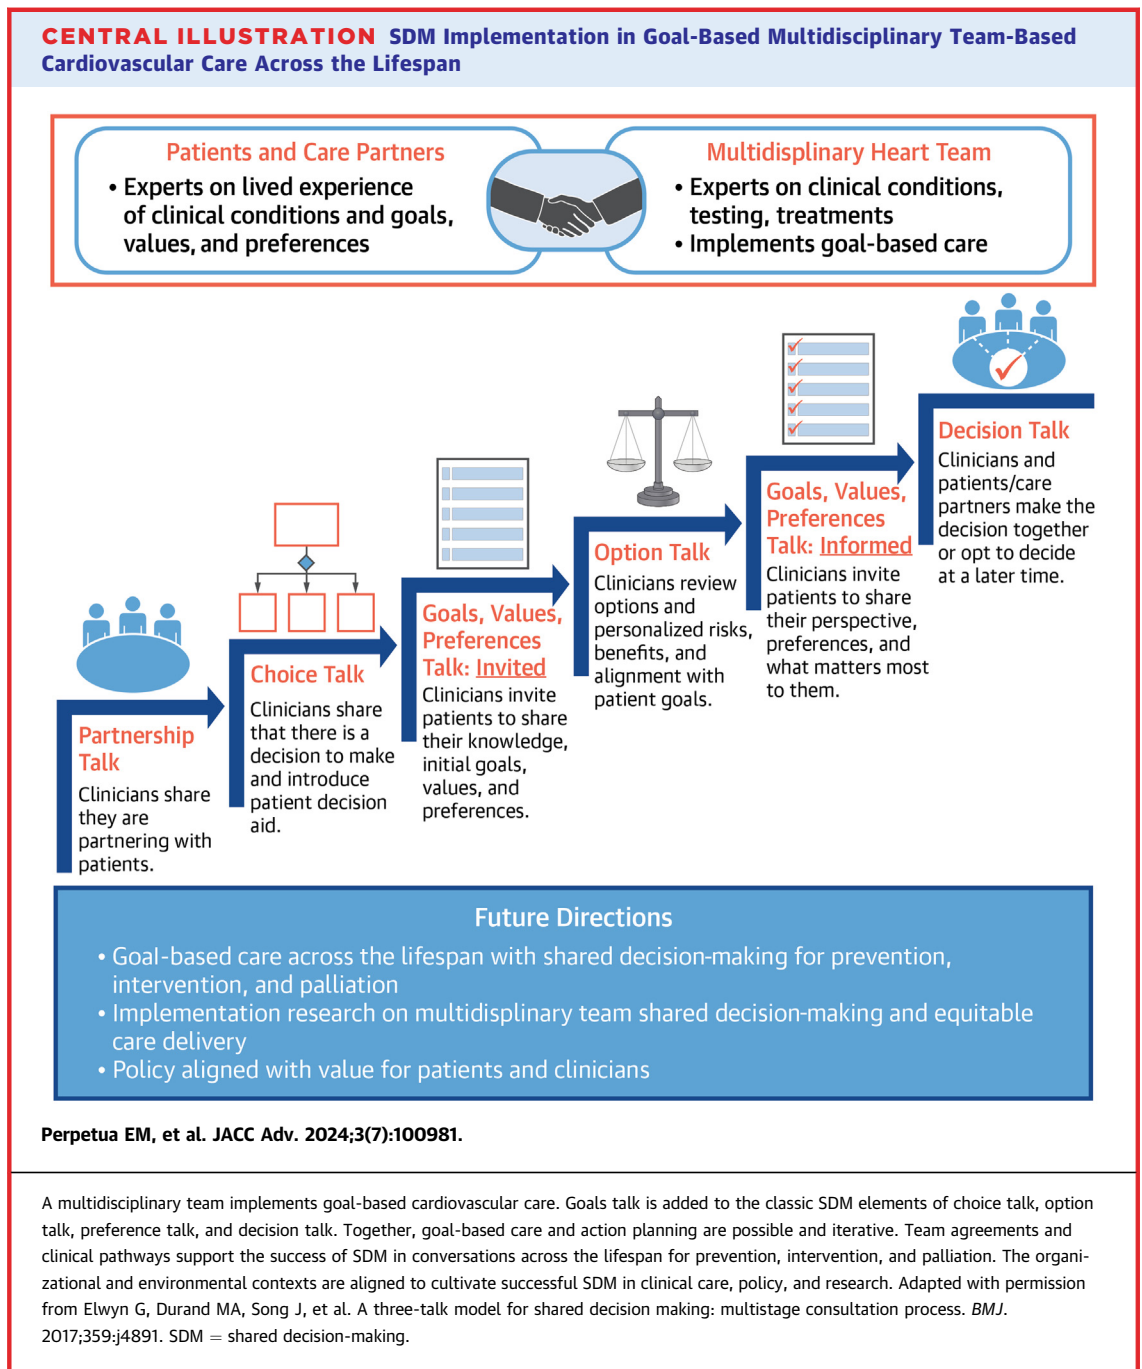 CENTRAL ILLUSTRATION SDM Implementation in Goal-Based Multidisciplinary Team-Based
Cardiovascular Care Across the Lifespan
Patients and Care Partners
• Experts on lived experience
of clinical conditions and goals,
values, and preferences
Multidisplinary Heart Team
• Experts on clinical conditions,
testing, treatments
• Implements goal-based care
Partnership
Talk
Clinicians share
they are
partnering with
patients.
Choice Talk
Clinicians share
that there is a
decision to make
and introduce
patient decision
aid.
Goals, Values,
Preferences
Talk: Invited
Clinicians invite
patients to share
their knowledge,
initial goals,
values, and
preferences.
Option Talk
Clinicians review
options and
personalized risks,
benefits, and
alignment with
patient goals.
Goals, Values,
Preferences
Talk: Informed
Clinicians invite
patients to share
their perspective,
preferences, and
what matters most
to them.
Decision Talk
Clinicians and
patients/care
partners make the
decision together
or opt to decide
at a later time.
Future Directions
• Goal-based care across the lifespan with shared decision-making for prevention,
intervention, and palliation
• Implementation research on multidisplinary team shared decision-making and equitable
care delivery
• Policy aligned with value for patients and clinicians
Perpetua EM, et al. JACC Adv. 2024;3(7):100981.
A multidisciplinary team implements goal-based cardiovascular care. Goals talk is added to the classic SDM elements of choice talk, option
talk, preference talk, and decision talk. Together, goal-based care and action planning are possible and iterative. Team agreements and
clinical pathways support the success of SDM in conversations across the lifespan for prevention, intervention, and palliation. The organi-
zational and environmental contexts are aligned to cultivate successful SDM in clinical care, policy, and research. Adapted with permission
from Elwyn G, Durand MA, Song J, et al. A three-talk model for shared decision making: multistage consultation process. BMJ.
2017;359:j4891. SDM = shared decision-making.